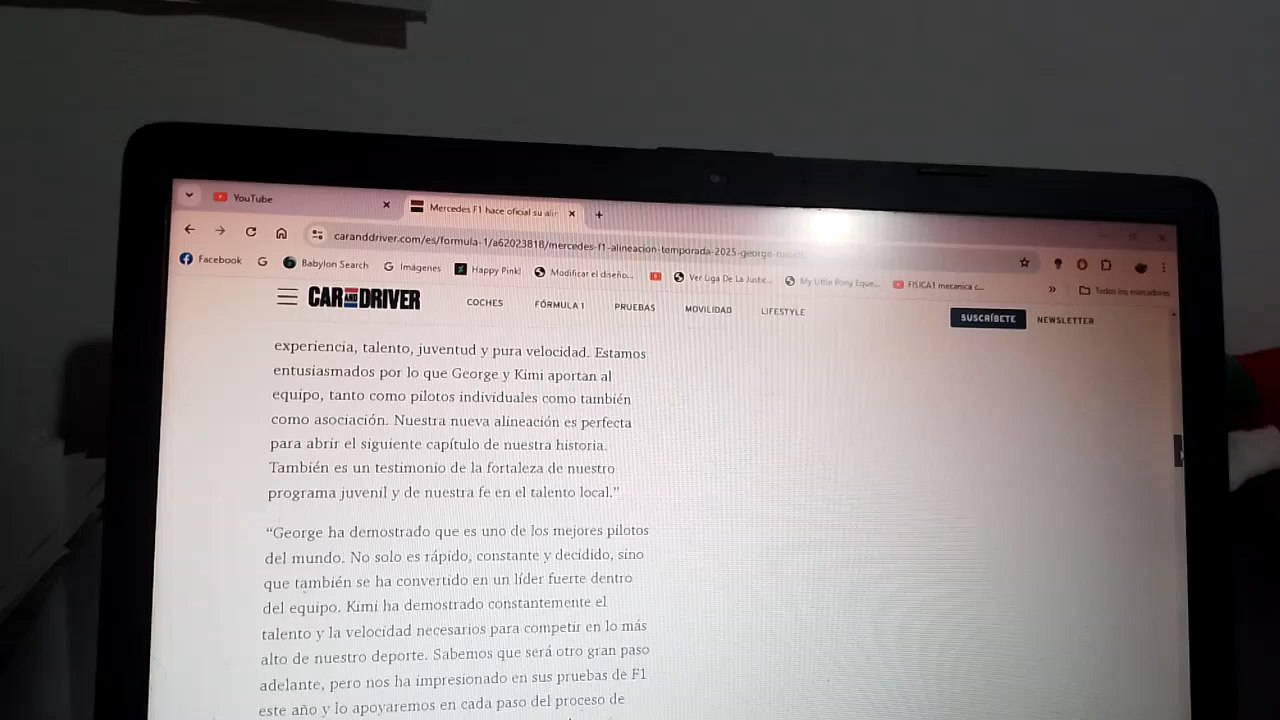 YouTube
Mercedes F1 hace oficial su alin
caranddriver.com/es/formula-1/a62023818/mercedes-f1-alineacion-temporada-2025-george-russell
Facebook
G
Babylon Search
Imágenes
Happy Pink!
Modificar el diseño...
Ver Liga De La Justic...
My Little Pony Eque...
FISICA1 mecanica c...
»
Todos los marcadores
CAR AND DRIVER
COCHES
FÓRMULA 1
PRUEBAS
MOVILIDAD
LIFESTYLE
SUSCRÍBETE
NEWSLETTER
experiencia, talento, juventud y pura velocidad. Estamos
entusiasmados por lo que George y Kimi aportan al
equipo, tanto como pilotos individuales como también
como asociación. Nuestra nueva alineación es perfecta
para abrir el siguiente capítulo de nuestra historia.
También es un testimonio de la fortaleza de nuestro
programa juvenil y de nuestra fe en el talento local.”
“George ha demostrado que es uno de los mejores pilotos
del mundo. No solo es rápido, constante y decidido, sino
que también se ha convertido en un líder fuerte dentro
del equipo. Kimi ha demostrado constantemente el
talento y la velocidad necesarios para competir en lo más
alto de nuestro deporte. Sabemos que será otro gran paso
adelante, pero nos ha impresionado en sus pruebas de F1
este año y lo apoyaremos en cada paso del proceso de